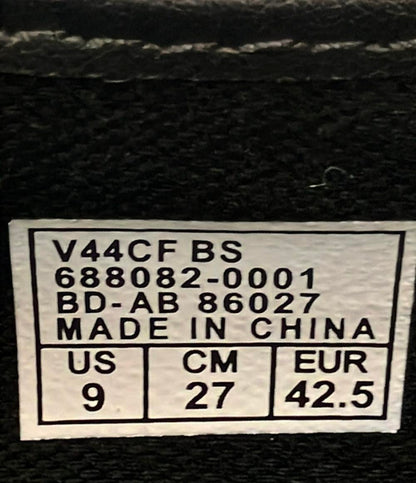 V44CF BS
688082-0001
BD-AB 86027
MADE IN CHINA
US CM EUR
9 27 42.5